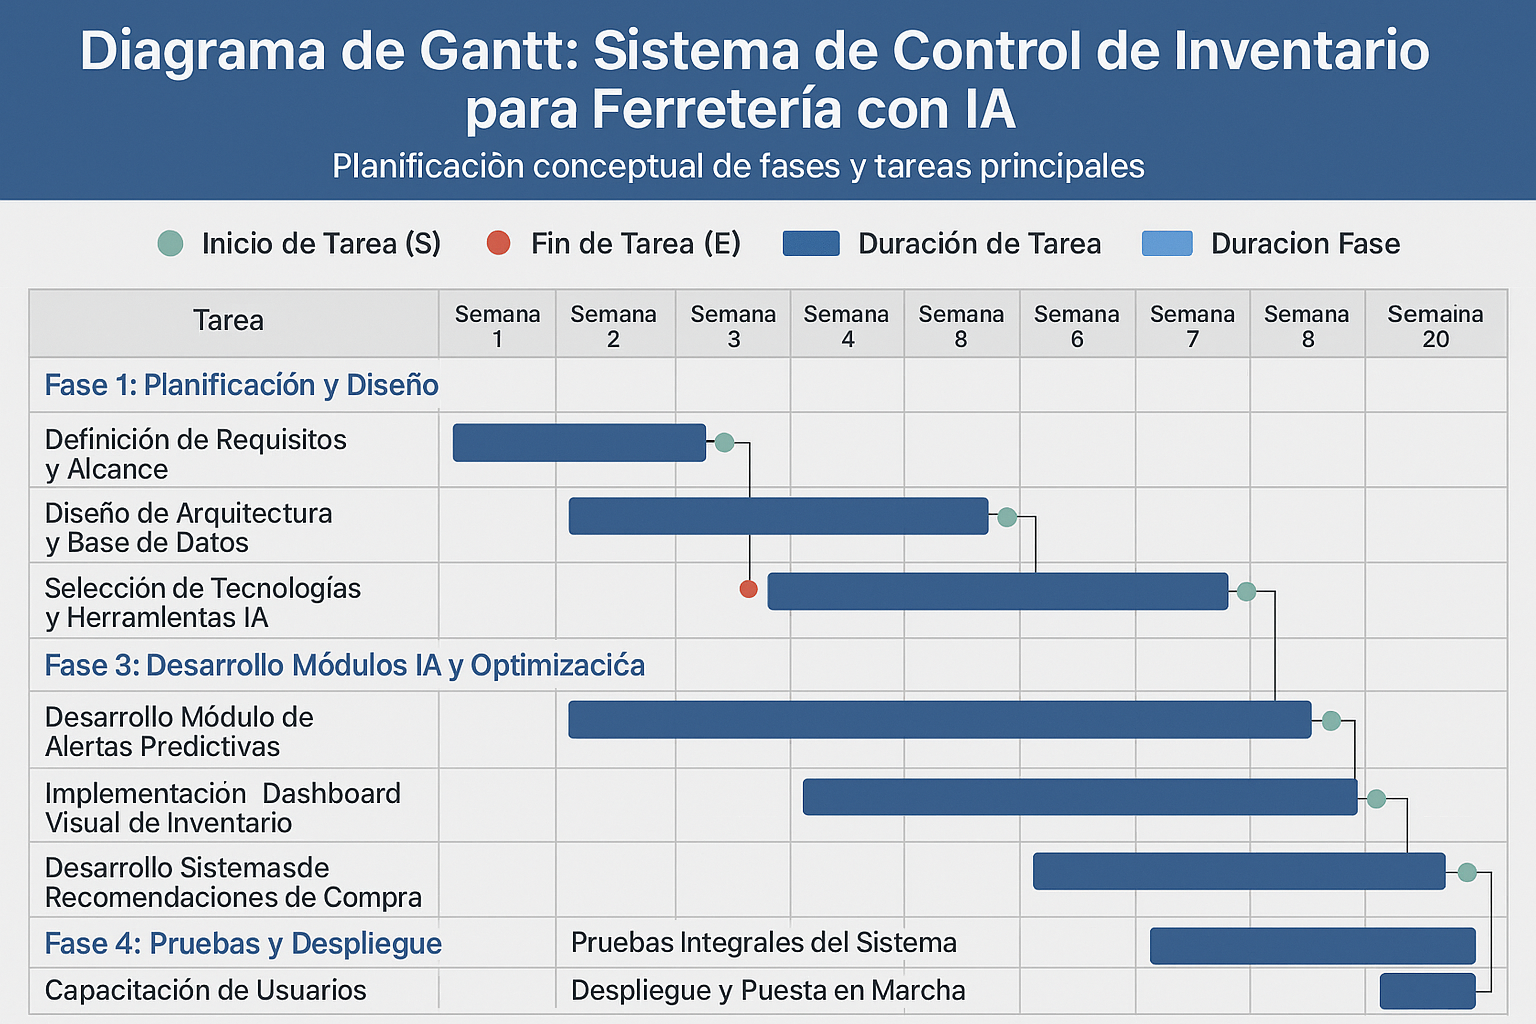 Diagrama de Gantt: Sistema de Control de Inventario
para Ferretería con IA
Planificaciòn conceptual de fases y tareas principales
Inicio de Tarea (S) Fin de Tarea (E) Duración de Tarea Duracion Fase
Tarea Semana 1 Semana 2 Semana 3 Semana 4 Semana 8 Semana 6 Semana 7 Semana 8 Semaina 20
Fase 1: Planificacíón y Diseño
Definición de Requisitos
y Alcance
Diseño de Arquitectura
y Base de Datos
Selección de Tecnologías
y Herramlentas IA
Fase 3: Desarrollo Módulos IA y Optimizacića
Desarrollo Módulo de
Alertas Predictivas
Implementación Dashboard
Visual de Inventario
Desarrollo Sistemasde
Recomendaciones de Compra
Fase 4: Pruebas y Despliegue Pruebas Integrales del Sistema
Capacitación de Usuarios Despliegue y Puesta en Marcha